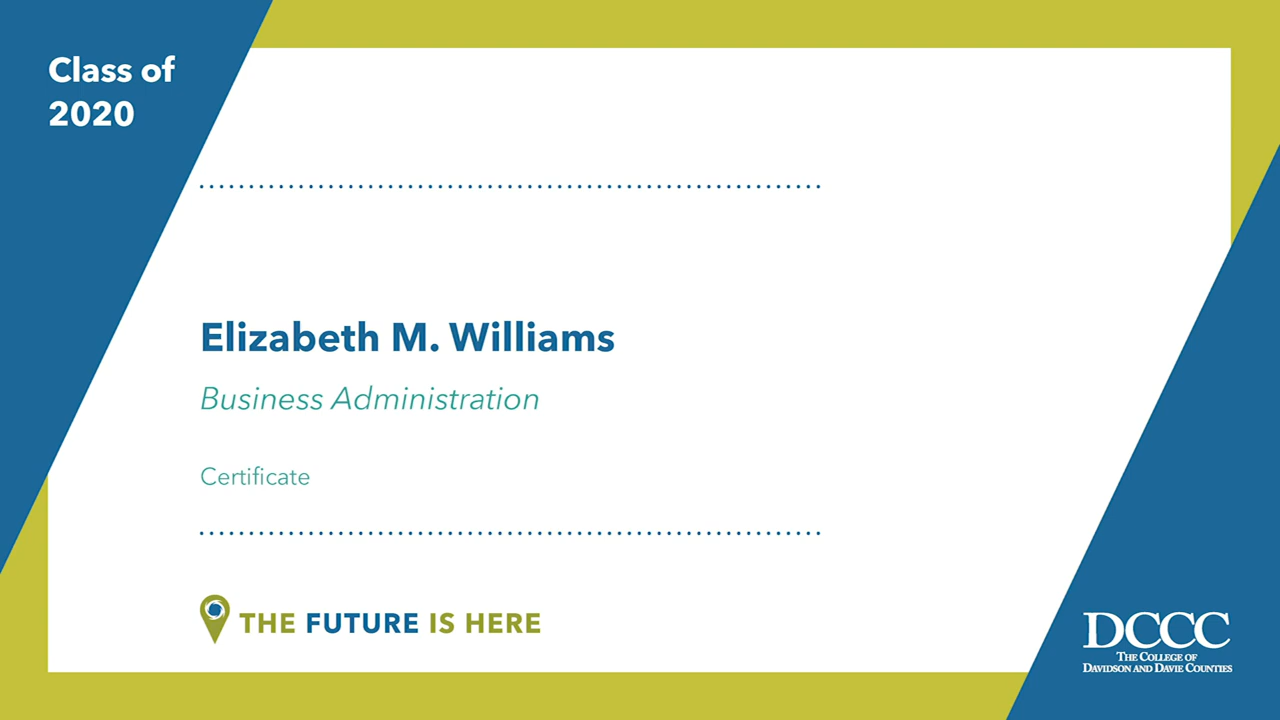 Class of
2020
Elizabeth M. Williams
Business Administration
Certificate
THE FUTURE IS HERE
DCCC
THE COLLEGE OF
DAVIDSON AND DAVIE COUNTIES